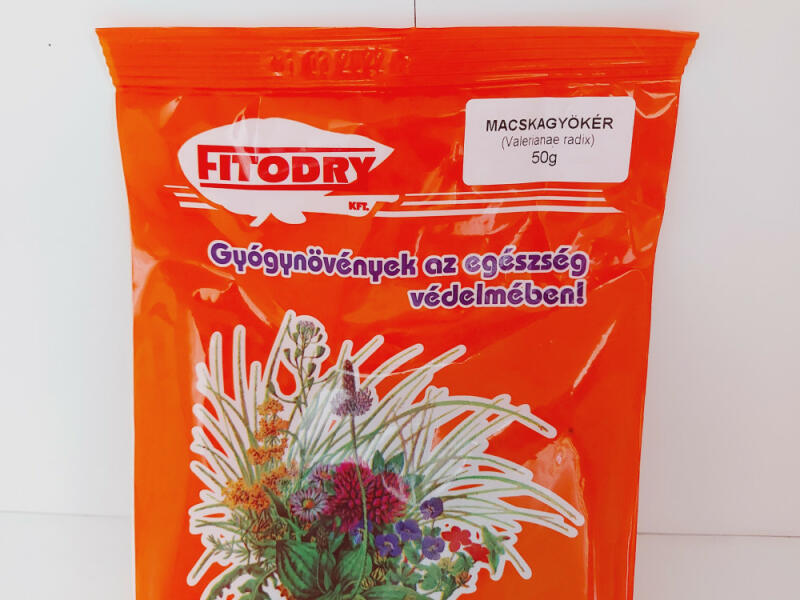 MACSKAGYÖKÉR
(Valerianae radix)
50g
FITODRY
KFT.
Gyógynövények az egészség
védelmében!